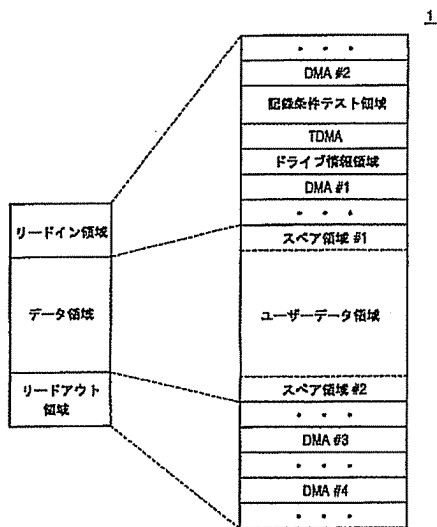 1
・ ・ ・
DMA #2
記録条件テスト領域
TDMA
ドライブ情報領域
DMA #1
・ ・ ・
スペア領域 #1
ユーザーデータ領域
スペア領域 #2
・ ・ ・
DMA #3
・ ・ ・
DMA #4
・ ・ ・
リードイン領域
データ領域
リードアウト
領域